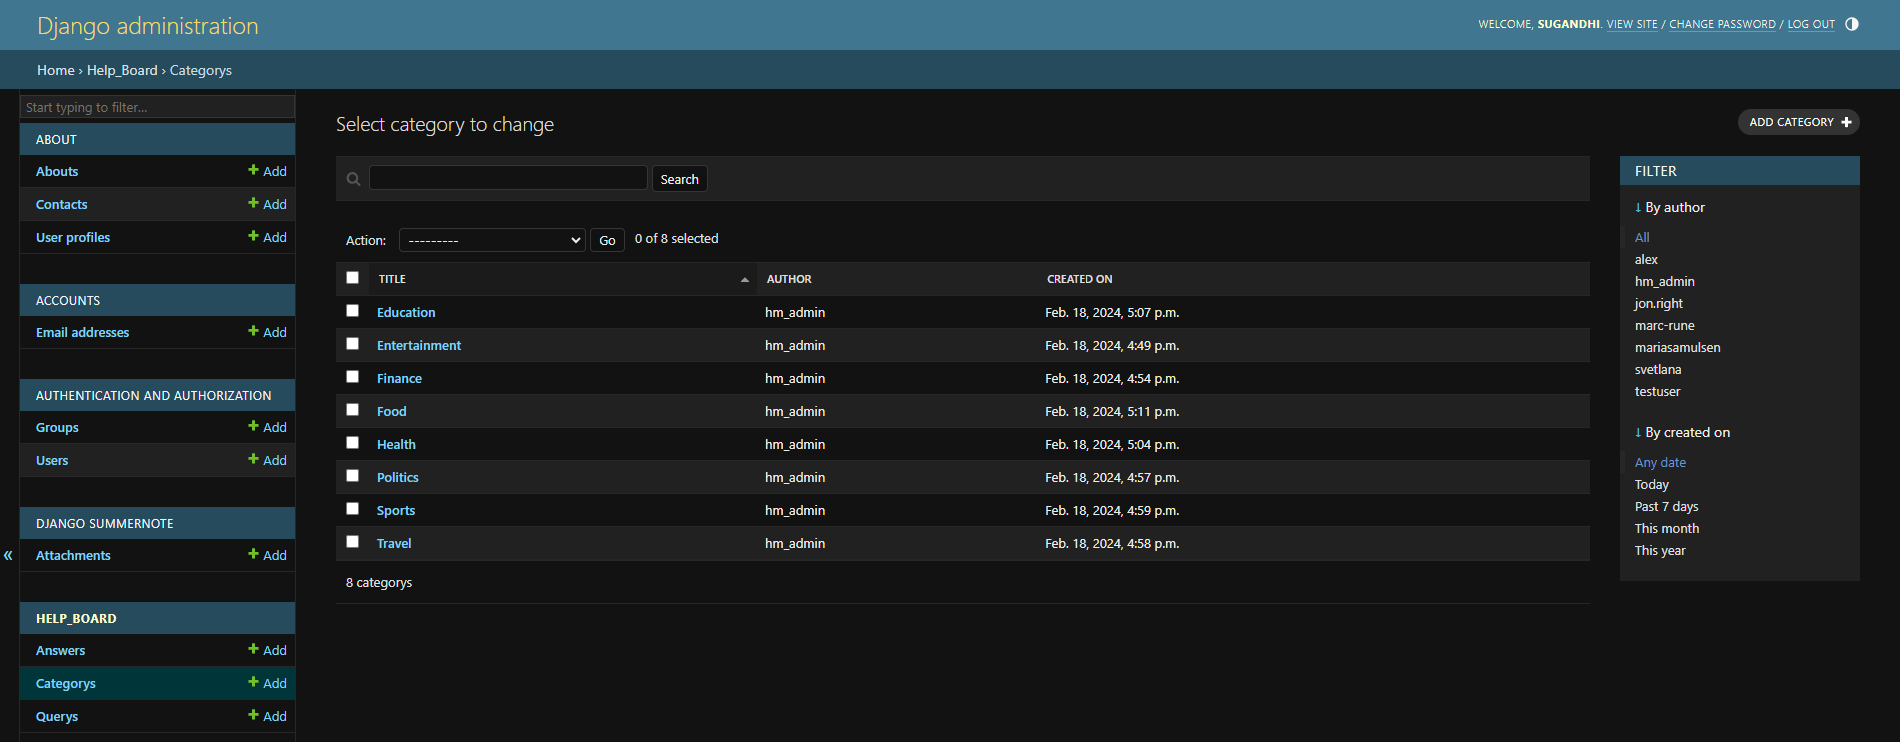 Django administration
WELCOME, SUGANDHI. VIEW SITE / CHANGE PASSWORD / LOG OUT
Home › Help_Board › Categorys
Start typing to filter...
ABOUT
Abouts Add
Contacts Add
User profiles Add
ACCOUNTS
Email addresses Add
AUTHENTICATION AND AUTHORIZATION
Groups Add
Users Add
DJANGO SUMMERNOTE
Attachments Add
«
HELP_BOARD
Answers Add
Categorys Add
Querys Add
Select category to change
ADD CATEGORY
Search
Action: --------- Go 0 of 8 selected
TITLE AUTHOR CREATED ON
Education hm_admin Feb. 18, 2024, 5:07 p.m.
Entertainment hm_admin Feb. 18, 2024, 4:49 p.m.
Finance hm_admin Feb. 18, 2024, 4:54 p.m.
Food hm_admin Feb. 18, 2024, 5:11 p.m.
Health hm_admin Feb. 18, 2024, 5:04 p.m.
Politics hm_admin Feb. 18, 2024, 4:57 p.m.
Sports hm_admin Feb. 18, 2024, 4:59 p.m.
Travel hm_admin Feb. 18, 2024, 4:58 p.m.
8 categorys
FILTER
↓ By author
All
alex
hm_admin
jon.right
marc-rune
mariasamulsen
svetlana
testuser
↓ By created on
Any date
Today
Past 7 days
This month
This year